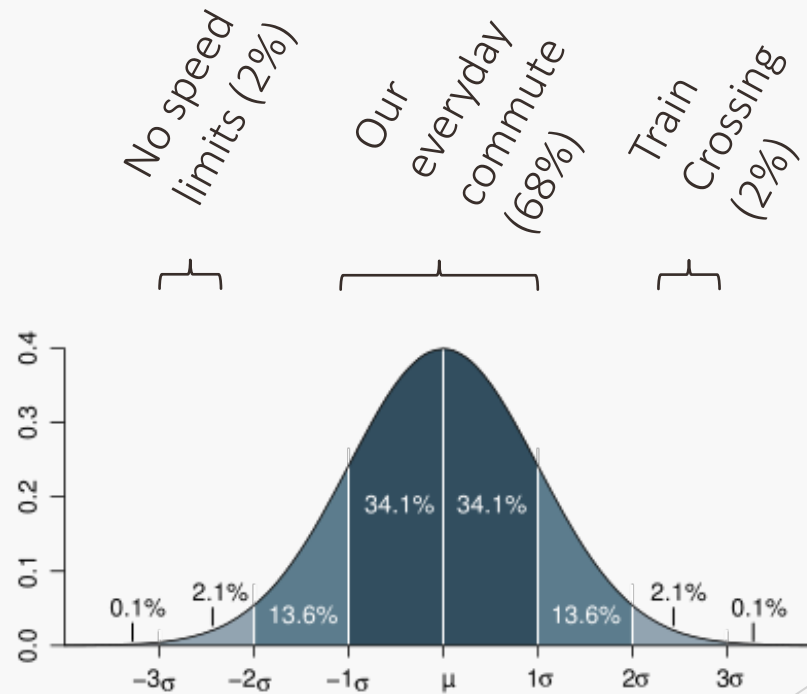 No speed
limits (2%)
Our
everyday
commute
(68%)
Train
Crossing
(2%)
0.4
0.3
0.2
0.1
0.0
34.1%
34.1%
0.1%
2.1%
13.6%
13.6%
2.1%
0.1%
−3σ
−2σ
−1σ
μ
1σ
2σ
3σ